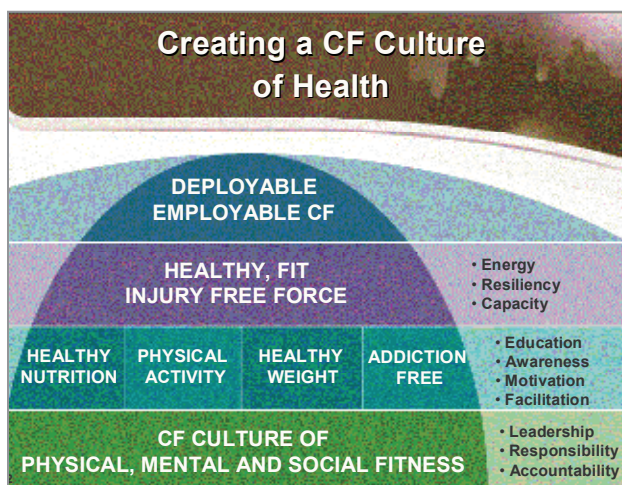 Creating a CF Culture
of Health
DEPLOYABLE
EMPLOYABLE CF
HEALTHY, FIT
INJURY FREE FORCE
• Energy
• Resiliency
• Capacity
HEALTHY
NUTRITION
PHYSICAL
ACTIVITY
HEALTHY
WEIGHT
ADDICTION
FREE
• Education
• Awareness
• Motivation
• Facilitation
CF CULTURE OF
PHYSICAL, MENTAL AND SOCIAL FITNESS
• Leadership
• Responsibility
• Accountability
2